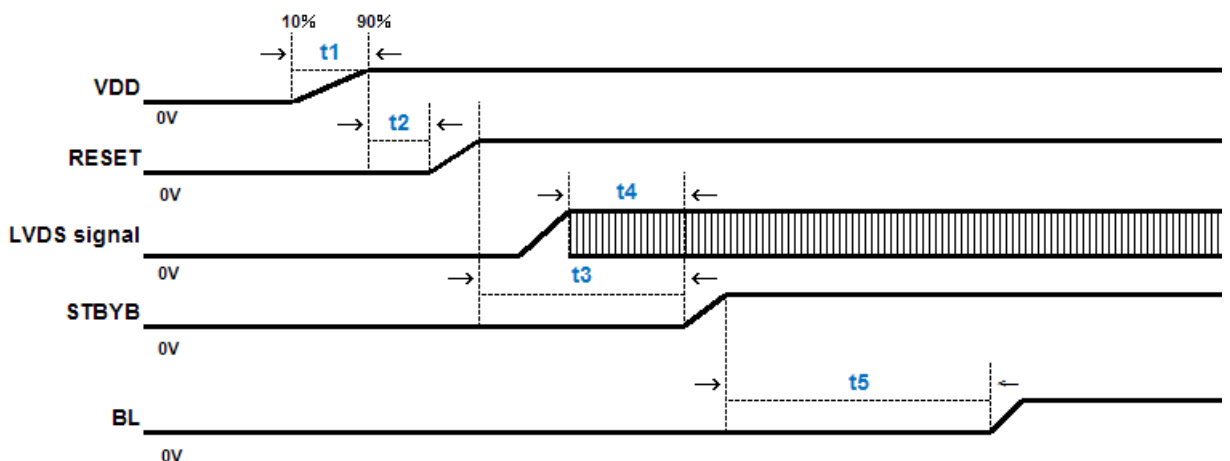 10% 90%
t1
VDD
0V
t2
RESET
0V
t4
LVDS signal
0V
t3
STBYB
0V
t5
BL
0V